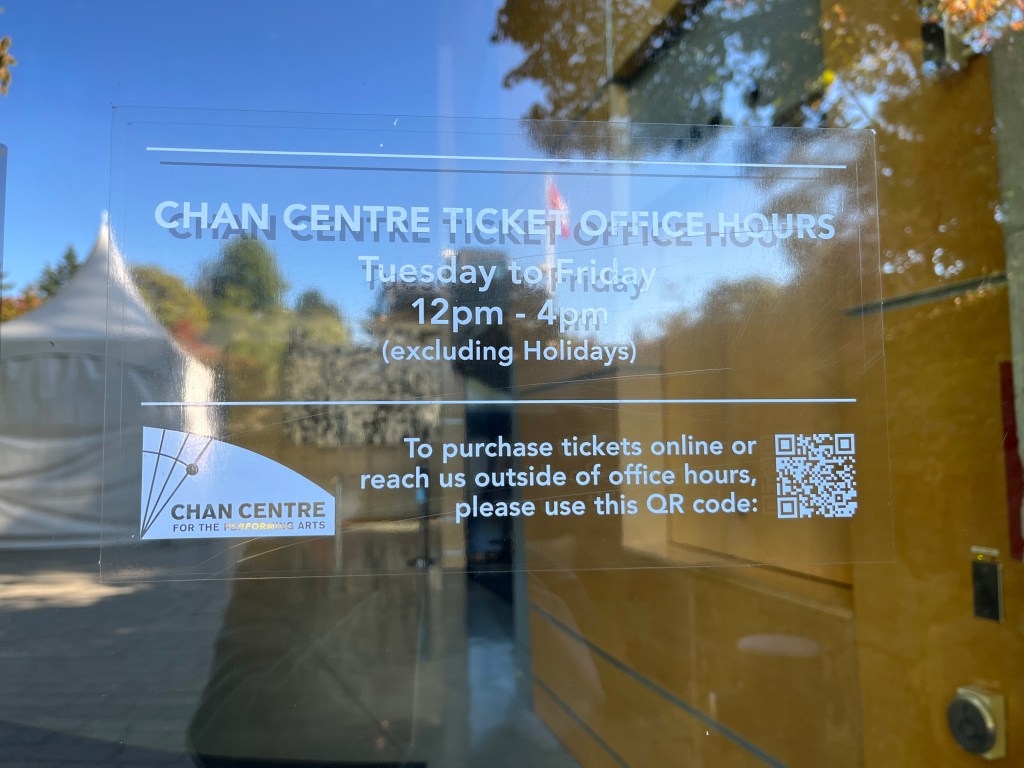 CHAN CENTRE TICKET OFFICE HOURS
Tuesday to Friday
12pm - 4pm
(excluding Holidays)
To purchase tickets online or
reach us outside of office hours,
please use this QR code:
CHAN CENTRE
FOR THE PERFORMING ARTS